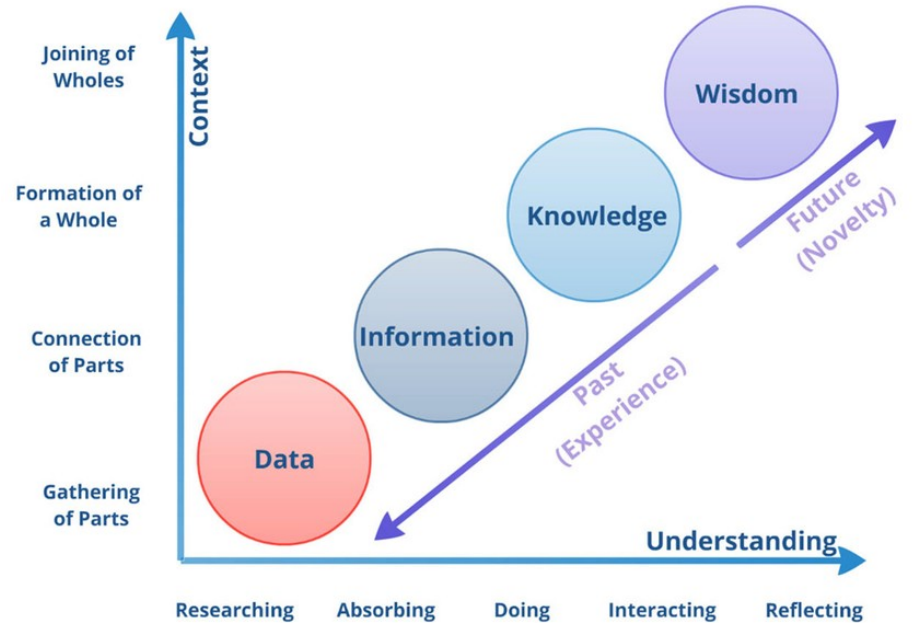 Joining of
Wholes
Context
Wisdom
Formation of
a Whole
Knowledge
Future
(Novelty)
Connection
of Parts
Information
Past
(Experience)
Data
Gathering
of Parts
Understanding
Researching Absorbing Doing Interacting Reflecting